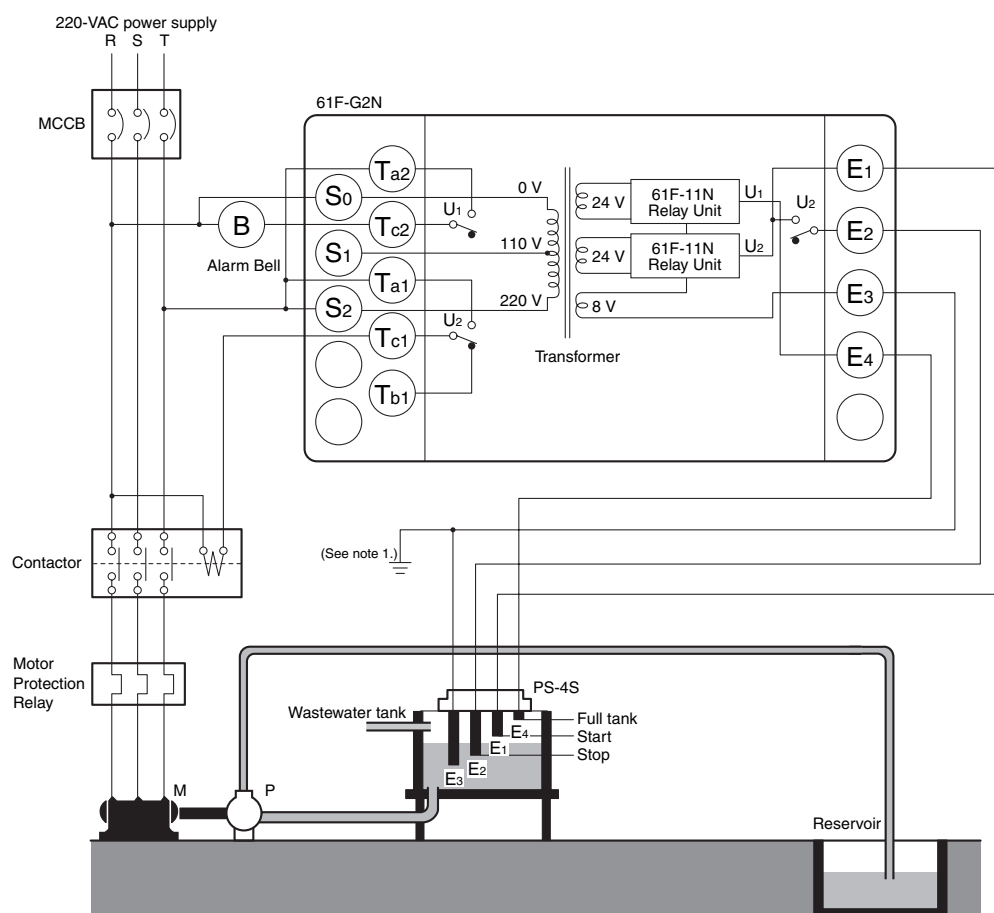 220-VAC power supply
R S T
MCCB
61F-G2N
Ta2
S0
B
Alarm Bell
Tc2
U1
S1
Ta1
S2
U2
Tc1
Tb1
0 V
110 V
220 V
24 V
24 V
8 V
Transformer
61F-11N
Relay Unit
U1
61F-11N
Relay Unit
U2
U2
E1
E2
E3
E4
(See note 1.)
Contactor
Motor
Protection
Relay
PS-4S
Wastewater tank
Full tank
Start
Stop
E4
E1
E2
E3
M
P
Reservoir